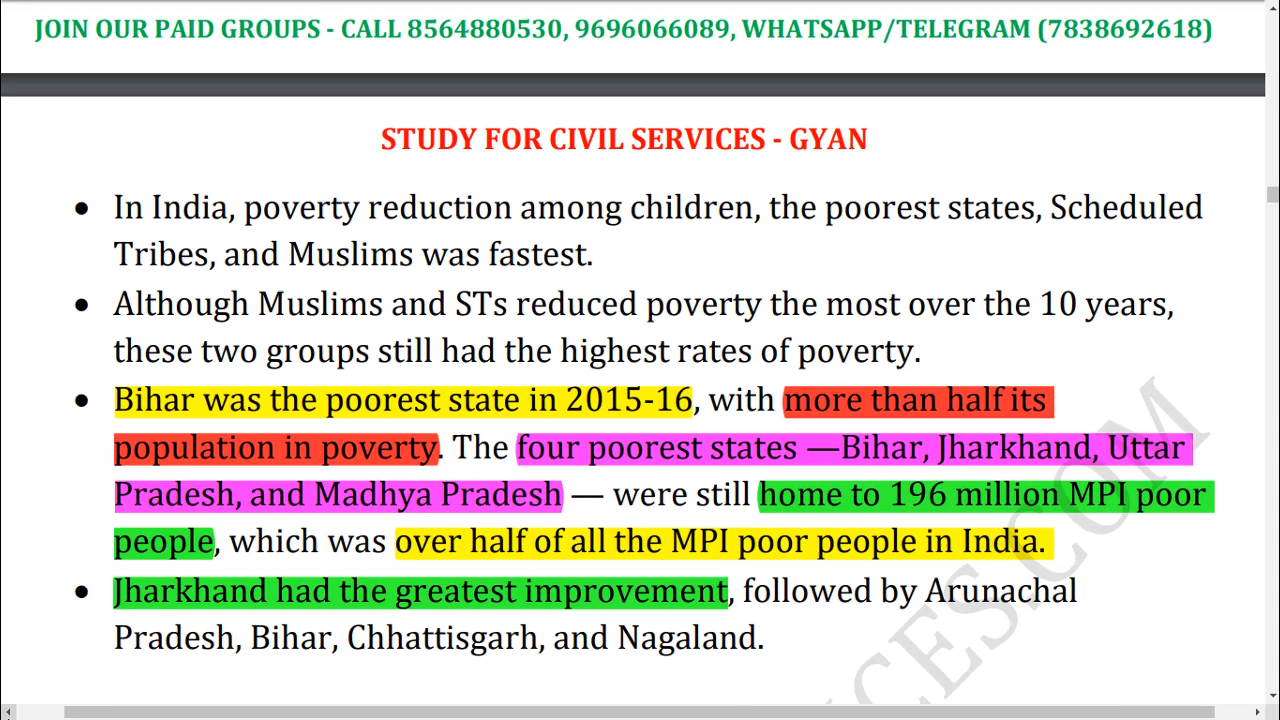 JOIN OUR PAID GROUPS - CALL 8564880530, 9696066089, WHATSAPP/TELEGRAM (7838692618)
STUDY FOR CIVIL SERVICES - GYAN
• In India, poverty reduction among children, the poorest states, Scheduled
Tribes, and Muslims was fastest.
• Although Muslims and STs reduced poverty the most over the 10 years,
these two groups still had the highest rates of poverty.
• Bihar was the poorest state in 2015-16, with more than half its
population in poverty. The four poorest states —Bihar, Jharkhand, Uttar
Pradesh, and Madhya Pradesh — were still home to 196 million MPI poor
people, which was over half of all the MPI poor people in India.
• Jharkhand had the greatest improvement, followed by Arunachal
Pradesh, Bihar, Chhattisgarh, and Nagaland.
ICES.COM